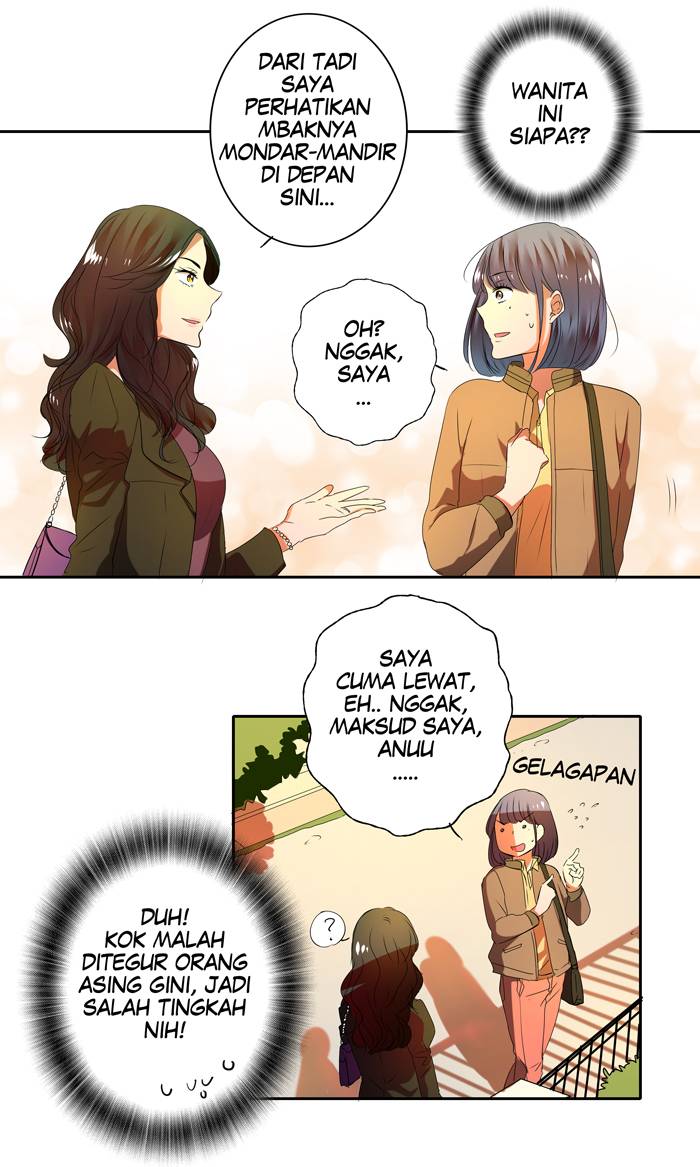 DARI TADI
SAYA
PERHATIKAN
MBAKNYA
MONDAR-MANDIR
DI DEPAN
SINI...
WANITA
INI
SIAPA??
OH?
NGGAK,
SAYA
...
SAYA
CUMA LEWAT,
EH.. NGGAK,
MAKSUD SAYA,
ANUU
.....
GELAGAPAN
?
DUH!
KOK MALAH
DITEGUR ORANG
ASING GINI, JADI
SALAH TINGKAH
NIH!